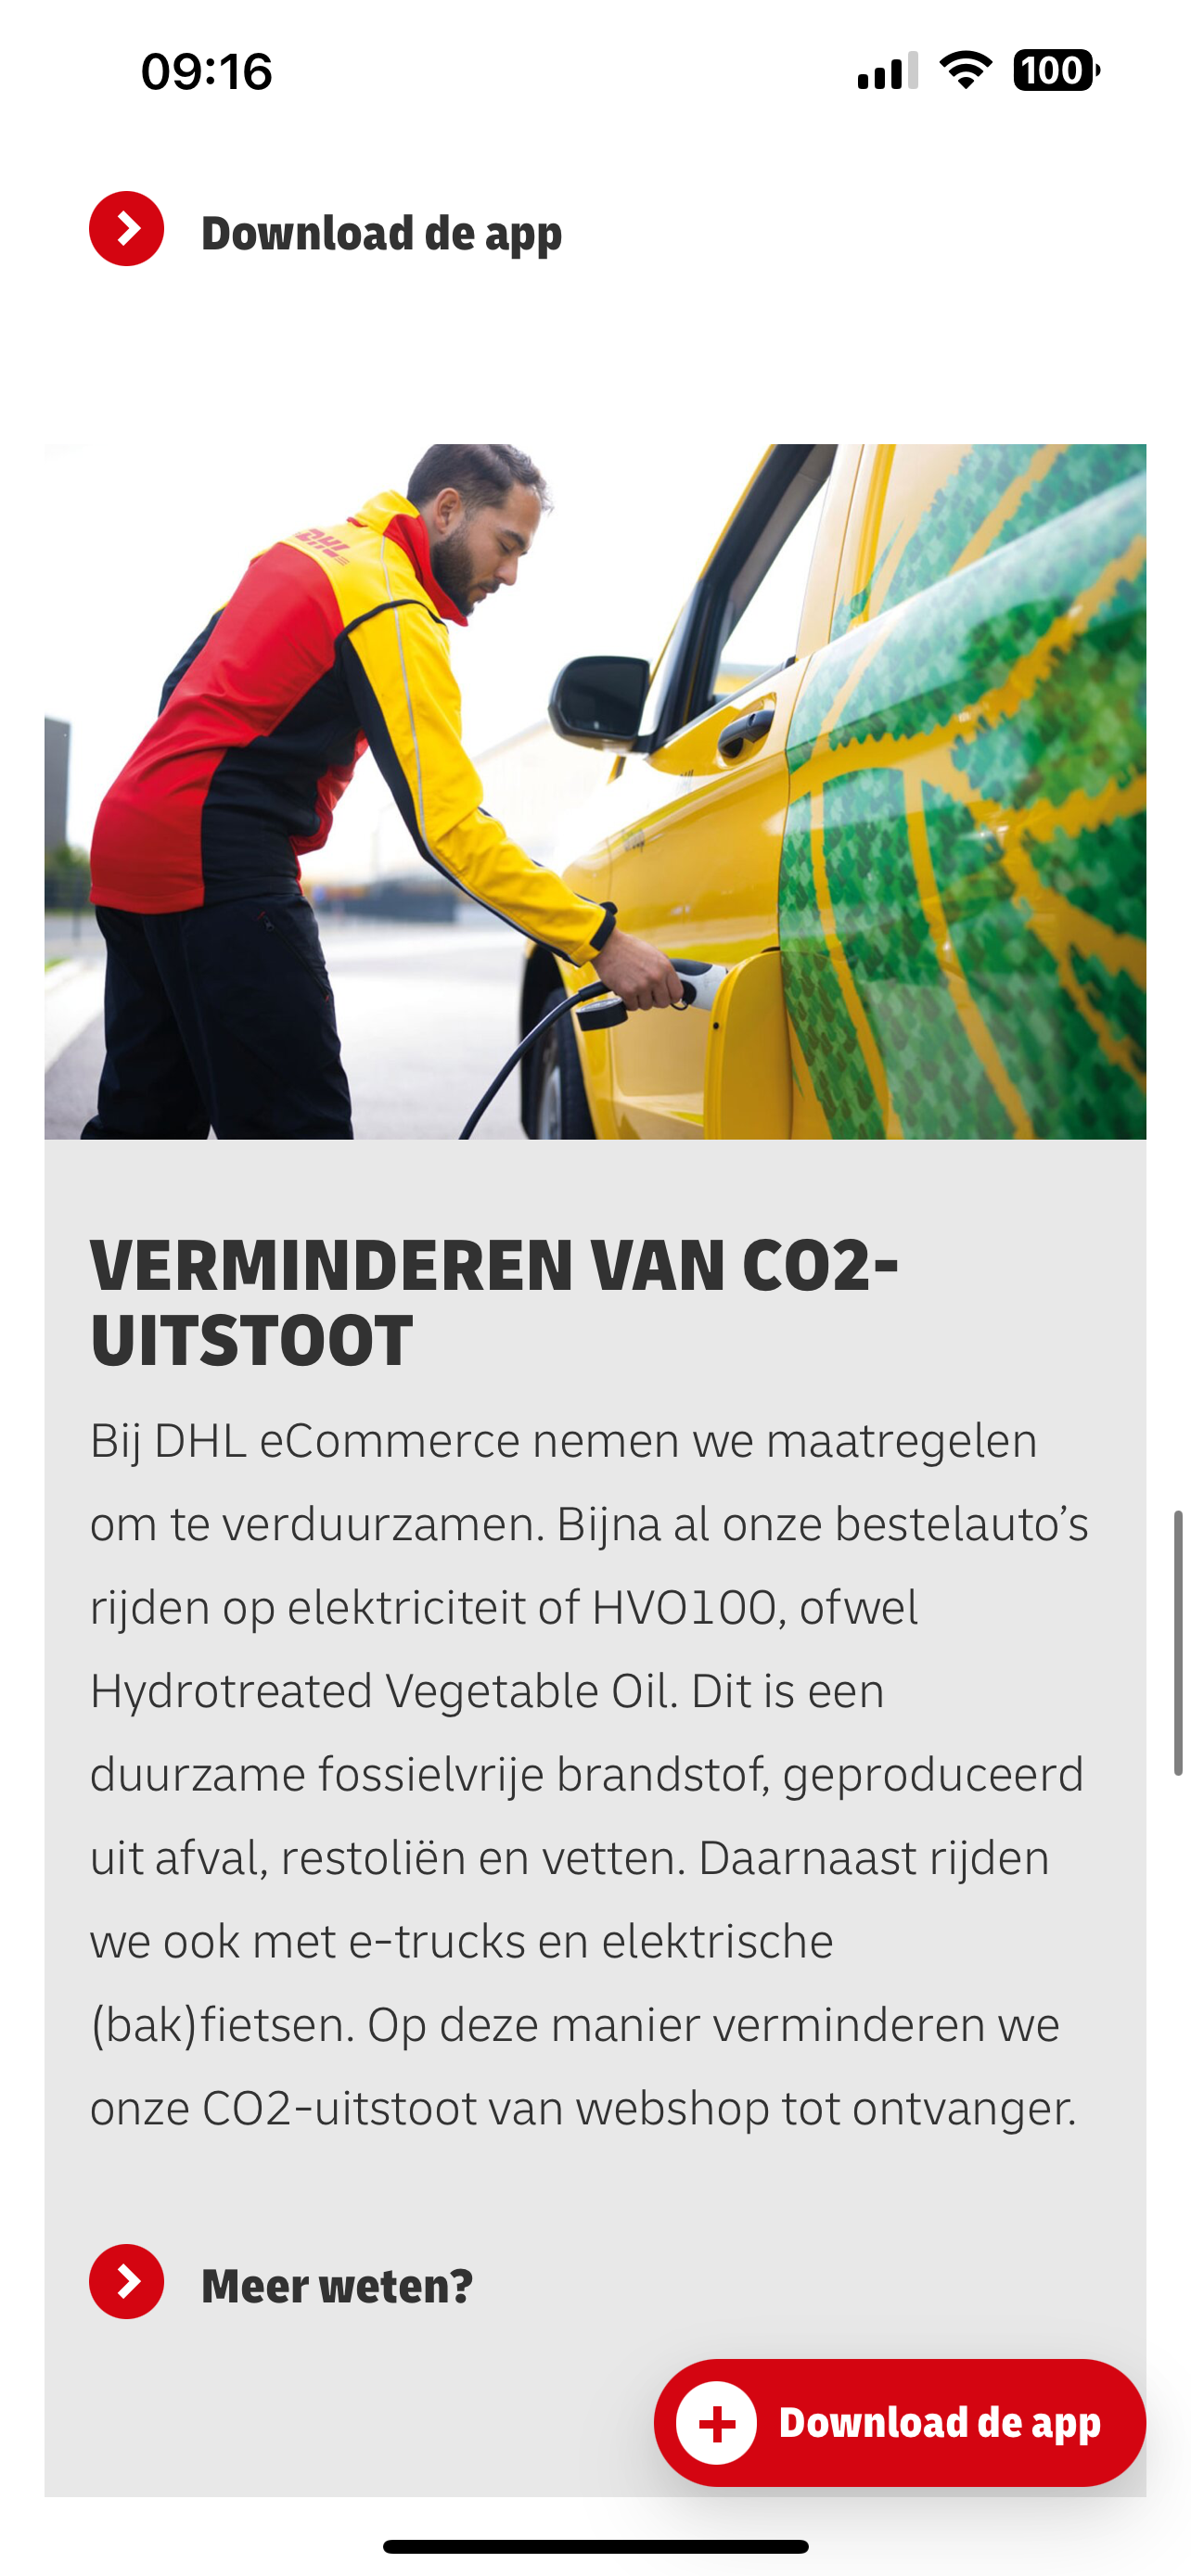 09:16
100
Download de app
DHL
VERMINDEREN VAN CO2-
UITSTOOT
Bij DHL eCommerce nemen we maatregelen
om te verduurzamen. Bijna al onze bestelauto’s
rijden op elektriciteit of HVO100, ofwel
Hydrotreated Vegetable Oil. Dit is een
duurzame fossielvrije brandstof, geproduceerd
uit afval, restoliën en vetten. Daarnaast rijden
we ook met e-trucks en elektrische
(bak)fietsen. Op deze manier verminderen we
onze CO2-uitstoot van webshop tot ontvanger.
Meer weten?
Download de app